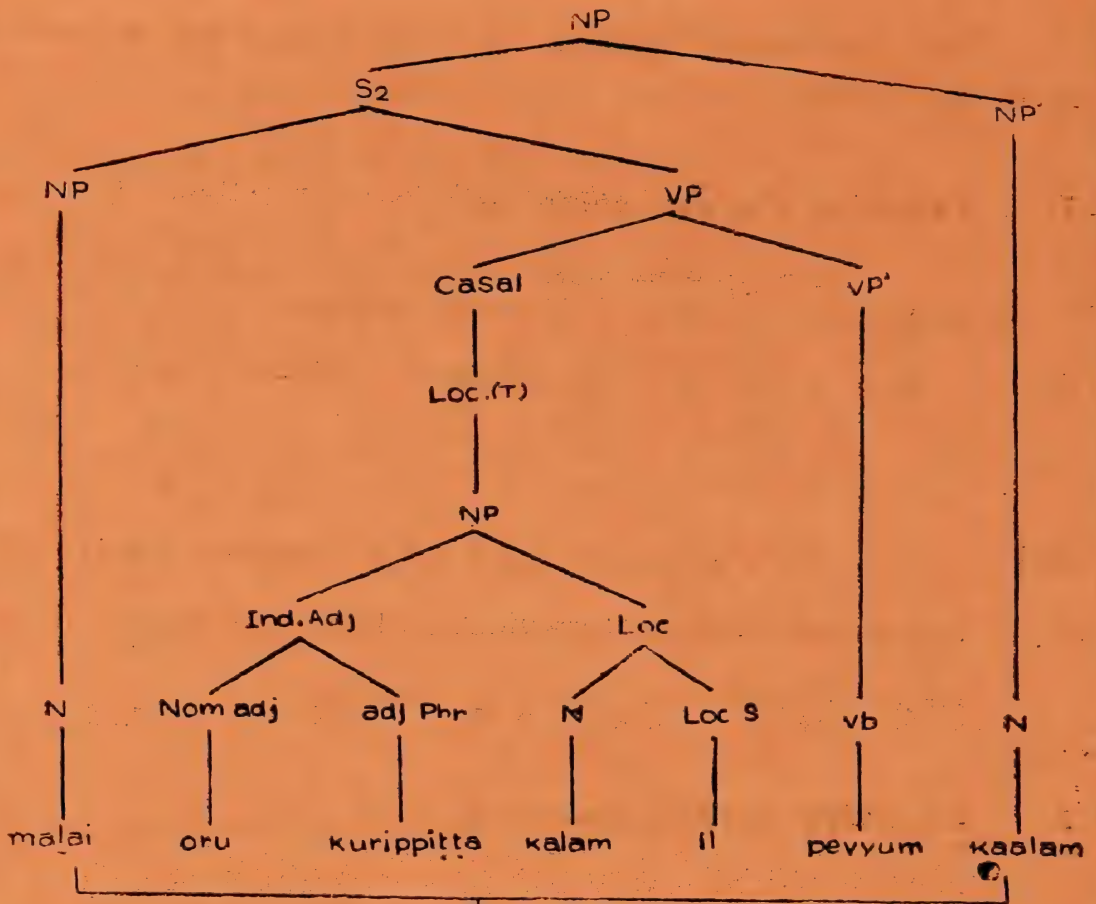 NP
S2 NP'
NP VP
Casal VP'
Loc.(T)
NP
Ind.Adj Loc
N Nom adj adj Phr N Loc S vb N
malai oru kurippitta kalam il peyyum kaalam